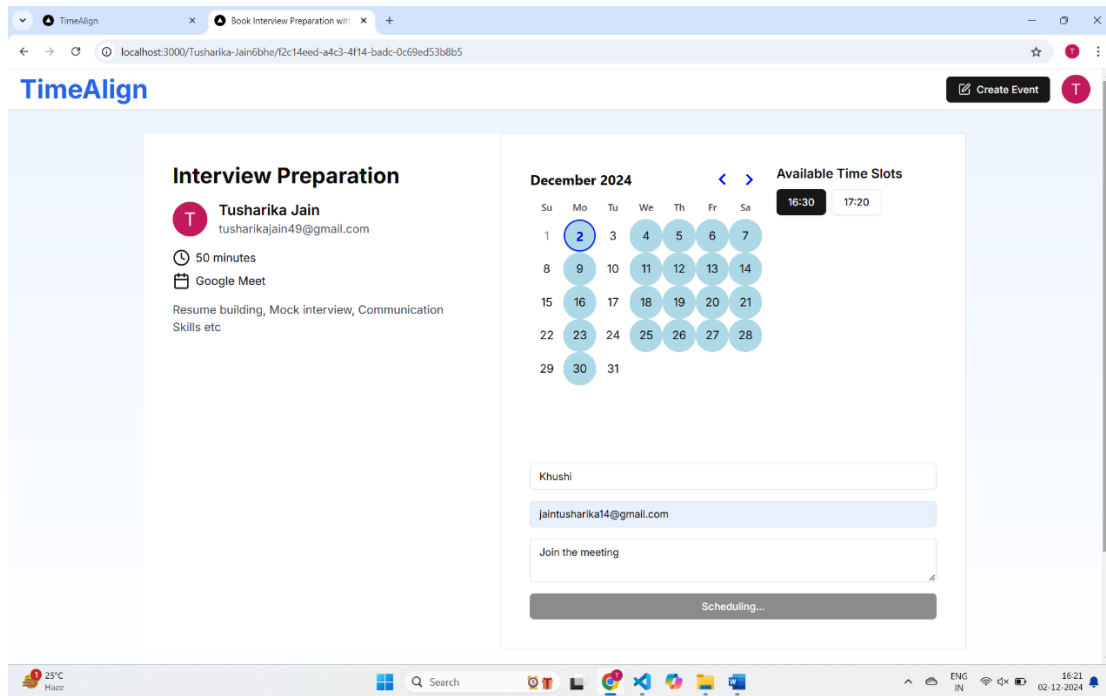 TimeAlign
Book Interview Preparation with
localhost:3000/Tusharika-Jain6bhe/f2c14eed-a4c3-4f14-badc-0c69ed53b8b5
T
TimeAlign
Create Event
T
Interview Preparation
T
Tusharika Jain
tusharikajain49@gmail.com
50 minutes
Google Meet
Resume building, Mock interview, Communication
Skills etc
December 2024
Su Mo Tu We Th Fr Sa
1 2 3 4 5 6 7
8 9 10 11 12 13 14
15 16 17 18 19 20 21
22 23 24 25 26 27 28
29 30 31
Available Time Slots
16:30 17:20
Khushi
jaintusharika14@gmail.com
Join the meeting
Scheduling...
1
25°C
Haze
Search
ENG
IN
16:21
02-12-2024